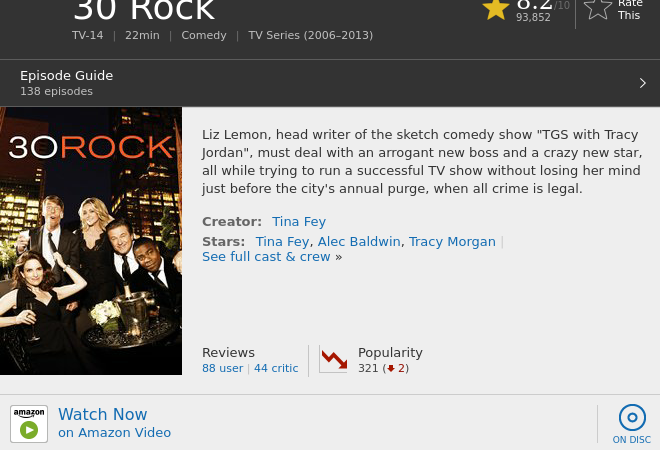 30 Rock
8.2/10
93,852
Rate
This
TV-14 | 22min | Comedy | TV Series (2006–2013)
Episode Guide
138 episodes
30ROCK
Liz Lemon, head writer of the sketch comedy show "TGS with Tracy
Jordan", must deal with an arrogant new boss and a crazy new star,
all while trying to run a successful TV show without losing her mind
just before the city's annual purge, when all crime is legal.
Creator: Tina Fey
Stars: Tina Fey, Alec Baldwin, Tracy Morgan |
See full cast & crew »
Reviews
88 user | 44 critic
Popularity
321 (2)
amazon
Watch Now
on Amazon Video
ON DISC